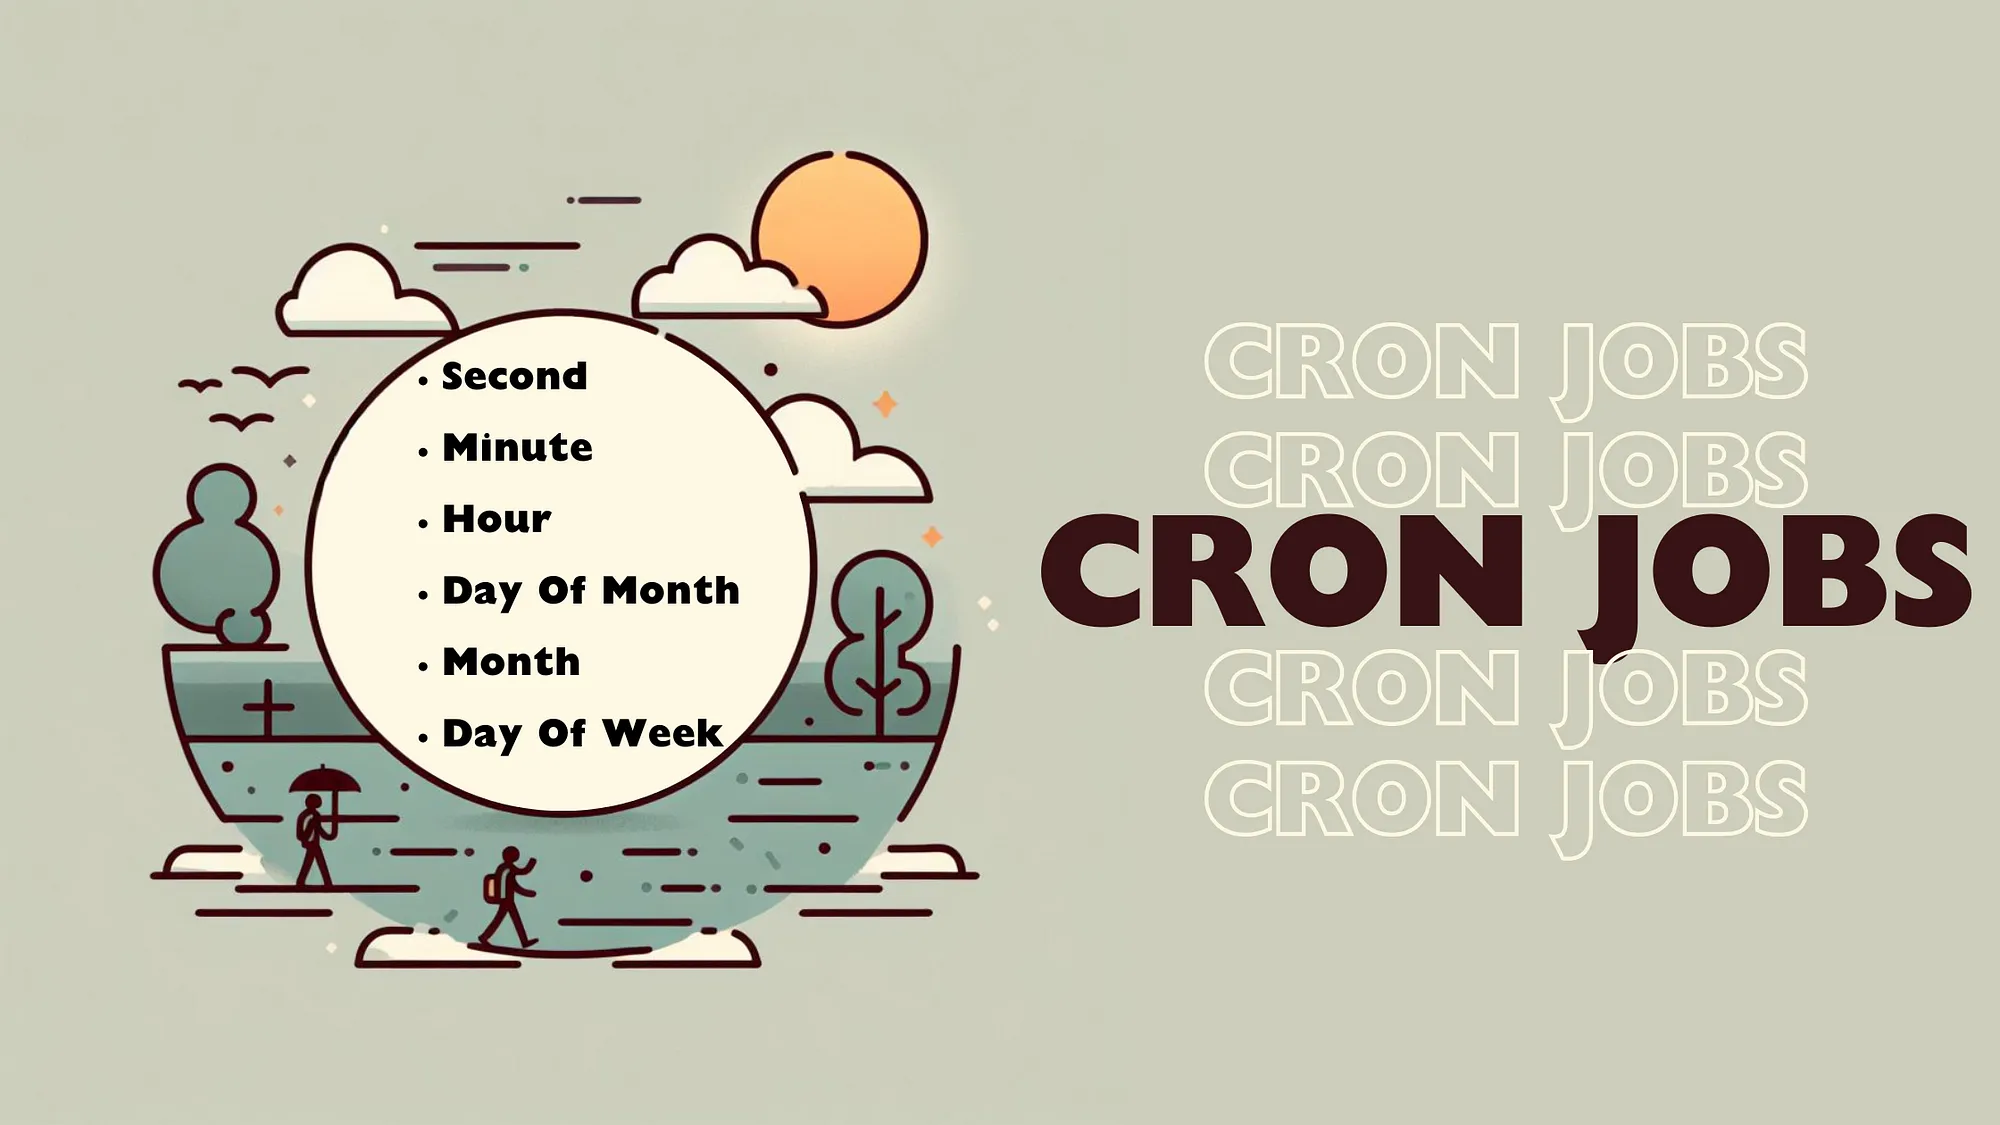 • Second
• Minute
• Hour
• Day Of Month
• Month
• Day Of Week
CRON JOBS
CRON JOBS
CRON JOBS
CRON JOBS
CRON JOBS